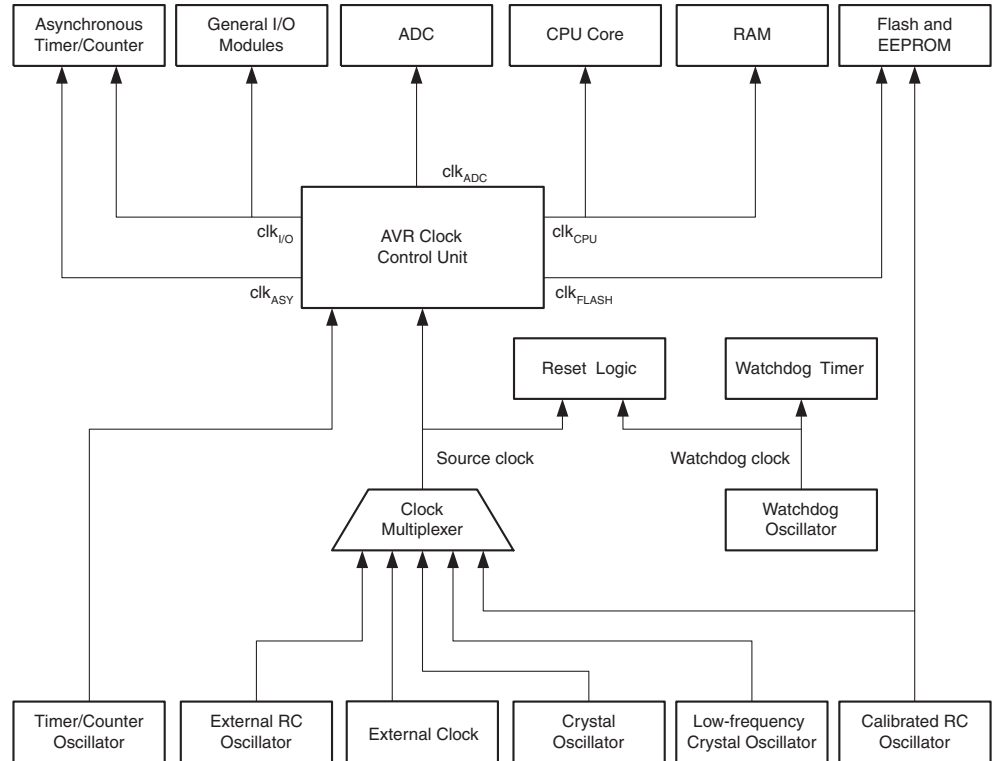 Asynchronous
Timer/Counter
General I/O
Modules
ADC
CPU Core
RAM
Flash and
EEPROM
clkADC
AVR Clock
Control Unit
clkI/O
clkCPU
clkASY
clkFLASH
Reset Logic
Watchdog Timer
Source clock
Watchdog clock
Clock
Multiplexer
Watchdog
Oscillator
Timer/Counter
Oscillator
External RC
Oscillator
External Clock
Crystal
Oscillator
Low-frequency
Crystal Oscillator
Calibrated RC
Oscillator